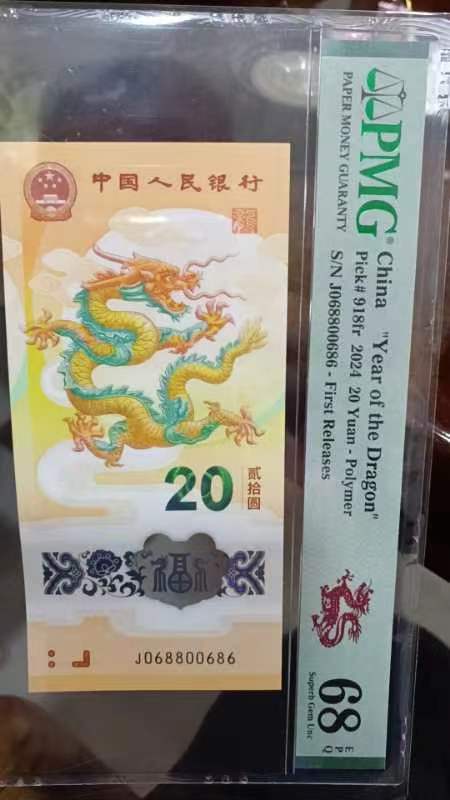 中国人民银行
20
贰拾圆
福
J068800686
PMG®
PAPER MONEY GUARANTY
China "Year of the Dragon"
Pick# 918fr 2024 20 Yuan - Polymer
S/N J068800686 - First Releases
68 EPQ
Superb Gem Unc